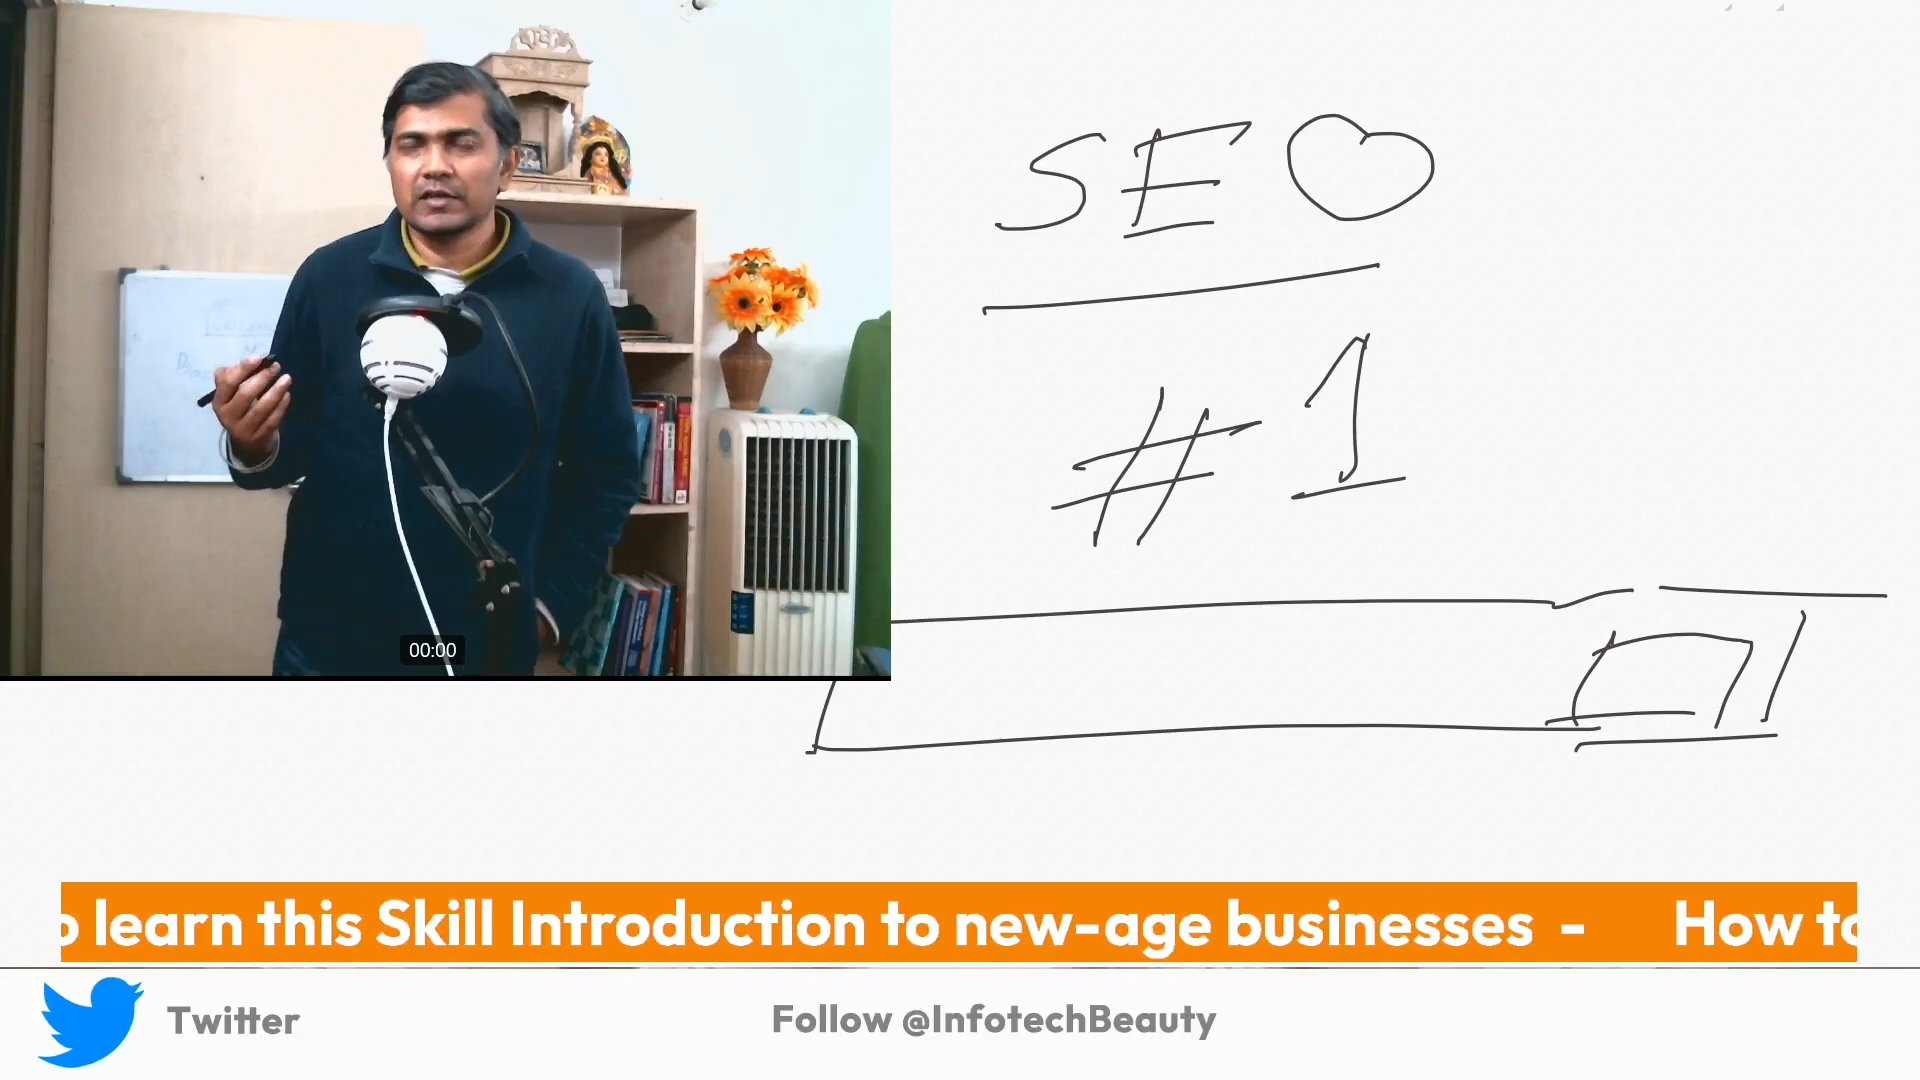 SEO
#1
00:00
o learn this Skill Introduction to new-age businesses - How to
Twitter
Follow @InfotechBeauty